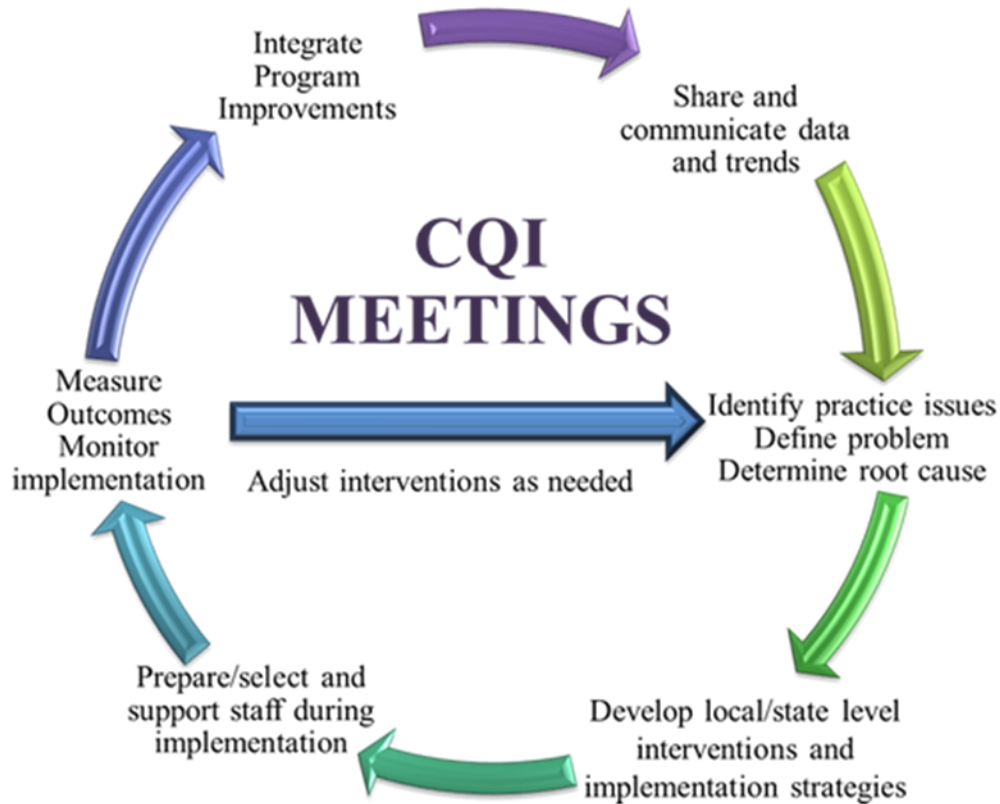 Integrate
Program
Improvements
Share and
communicate data
and trends
CQI
MEETINGS
Measure
Outcomes
Monitor
implementation
Identify practice issues
Define problem
Determine root cause
Adjust interventions as needed
Prepare/select and
support staff during
implementation
Develop local/state level
interventions and
implementation strategies